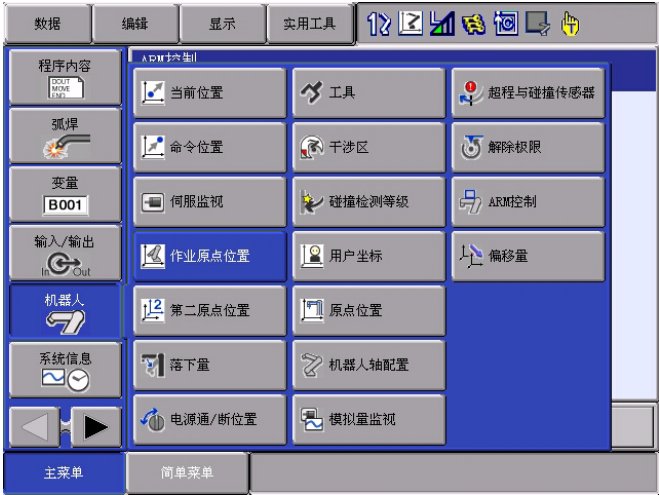 数据
编辑
显示
实用工具
程序内容
DOUT
MOVE
END
弧焊
变量
B001
输入/输出
In Out
机器人
系统信息
ARM控制
当前位置
工具
超程与碰撞传感器
命令位置
干涉区
解除极限
伺服监视
碰撞检测等级
ARM控制
作业原点位置
用户坐标
偏移量
第二原点位置
原点位置
落下量
机器人轴配置
电源通/断位置
模拟量监视
主菜单
简单菜单